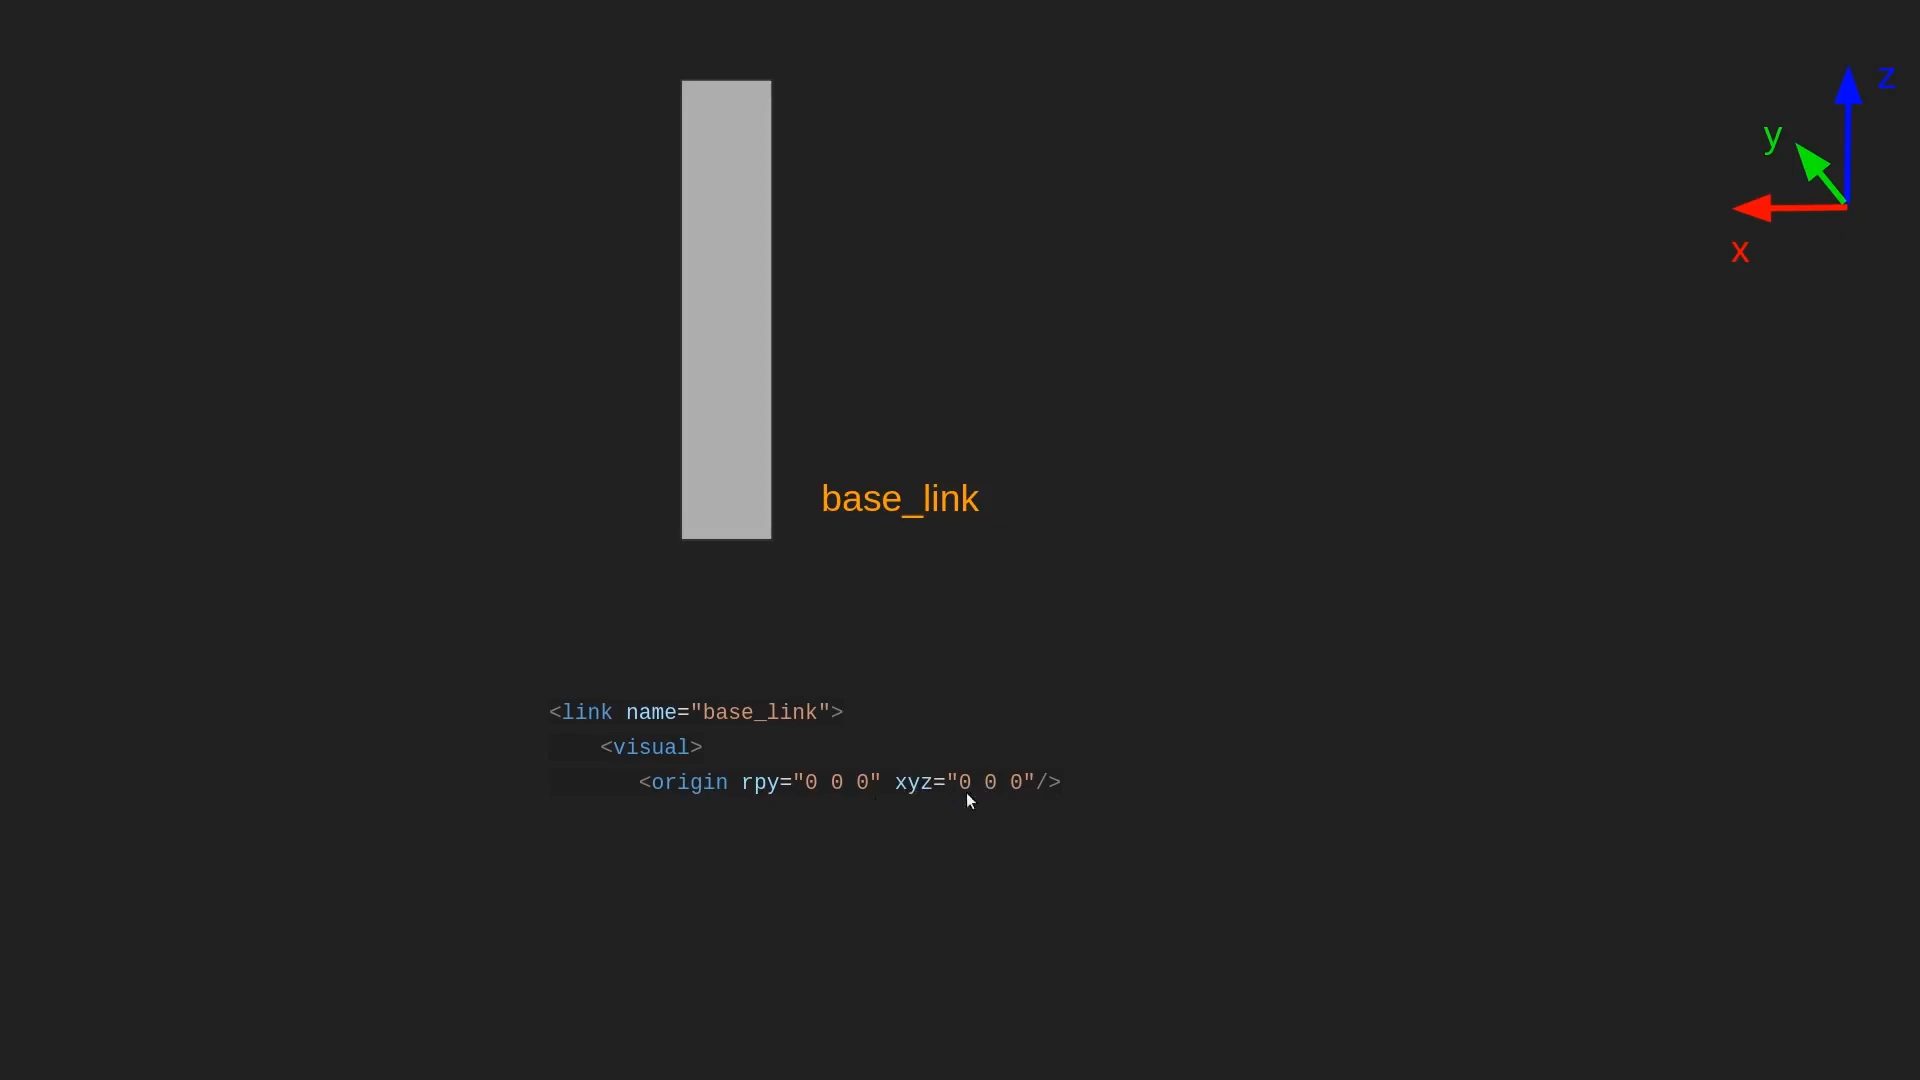 z
y
x
base_link
<link name="base_link">
<visual>
<origin rpy="0 0 0" xyz="0 0 0"/>